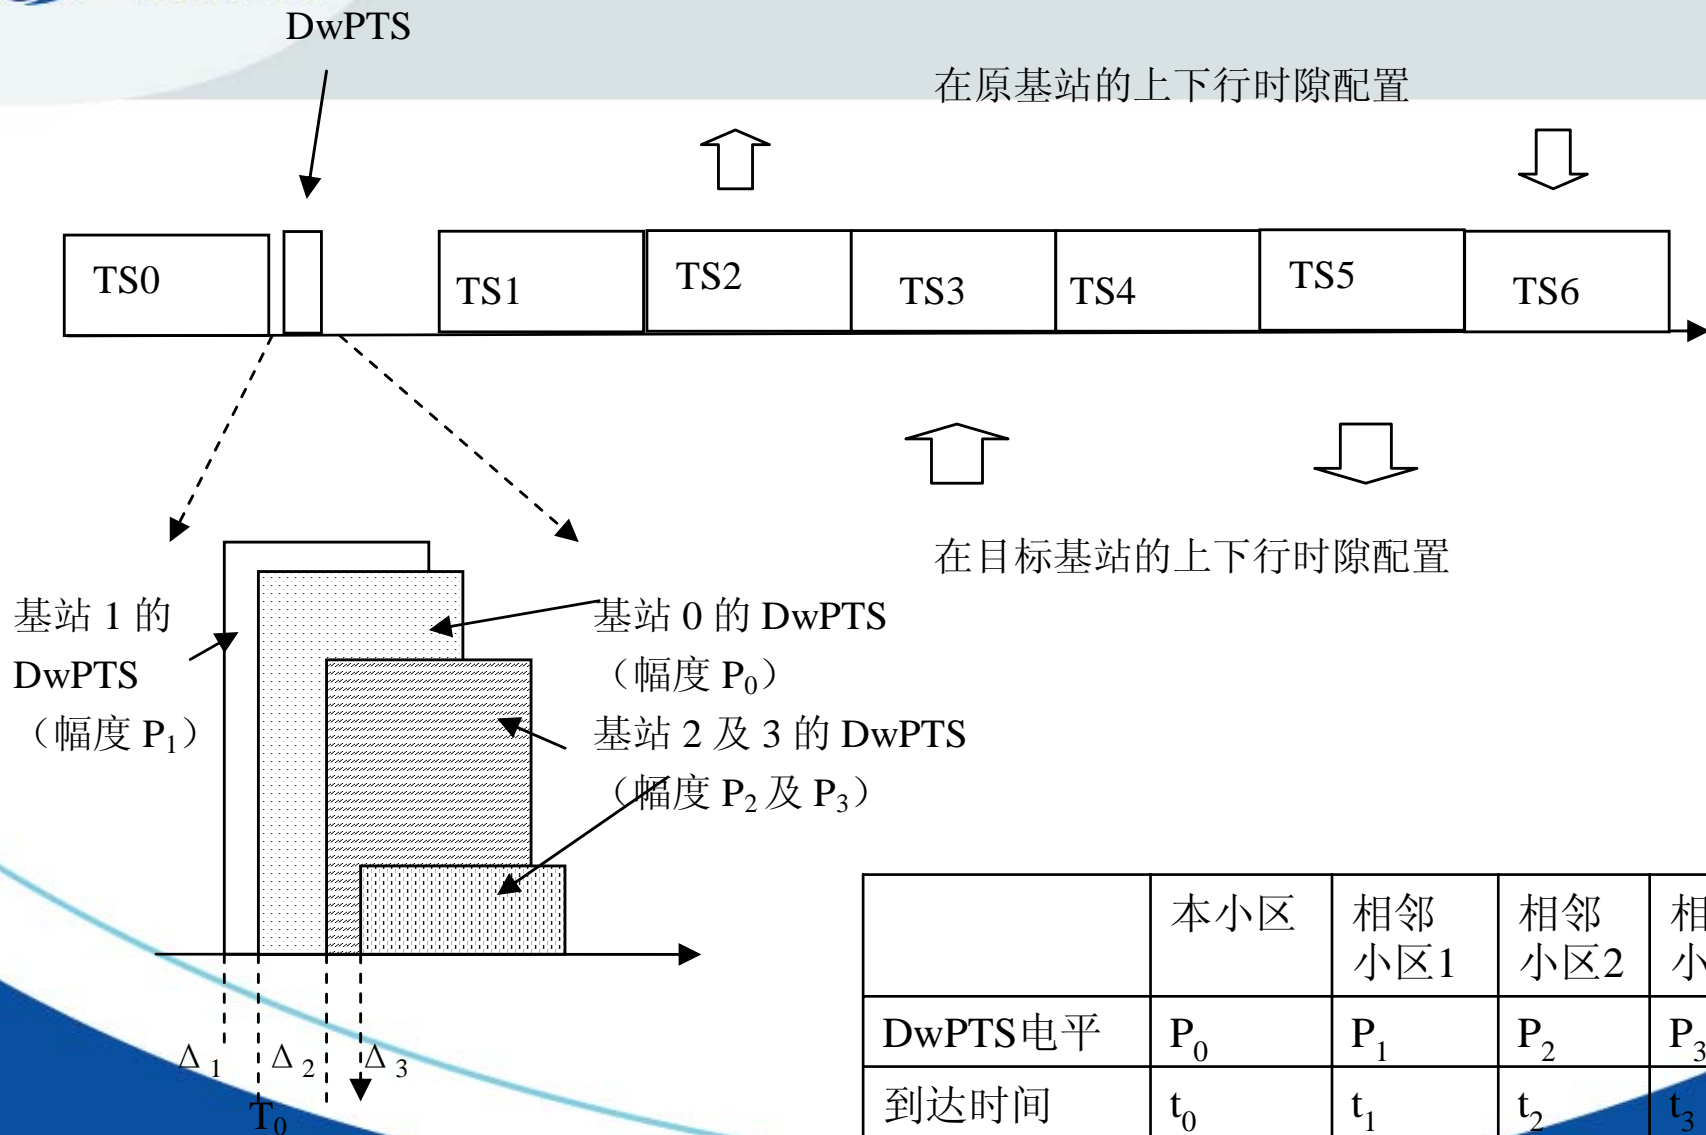 DwPTS
在原基站的上下行时隙配置
TS0
TS1
TS2
TS3
TS4
TS5
TS6
在目标基站的上下行时隙配置
基站 1 的
DwPTS
（幅度 P₁）
基站 0 的 DwPTS
（幅度 P₀）
基站 2 及 3 的 DwPTS
（幅度 P₂ 及 P₃）
Δ₁
Δ₂
Δ₃
T₀
本小区 相邻 相邻 相
小区1 小区2 小
DwPTS电平 P₀ P₁ P₂ P₃
到达时间 t₀ t₁ t₂ t₃